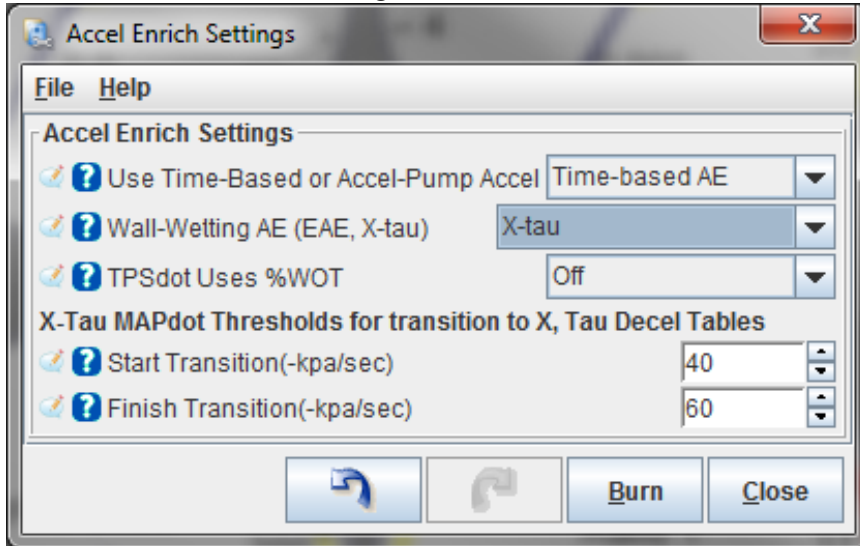 Accel Enrich Settings
File Help
Accel Enrich Settings
Use Time-Based or Accel-Pump Accel Time-based AE
Wall-Wetting AE (EAE, X-tau) X-tau
TPSdot Uses %WOT Off
X-Tau MAPdot Thresholds for transition to X, Tau Decel Tables
Start Transition(-kpa/sec) 40
Finish Transition(-kpa/sec) 60
Burn Close